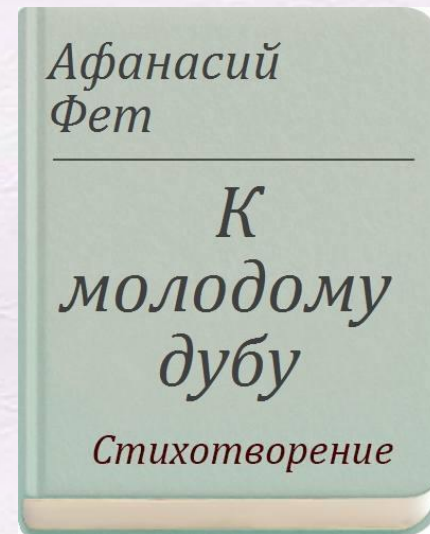 Афанасий
Фет
К
молодому
дубу
Стихотворение